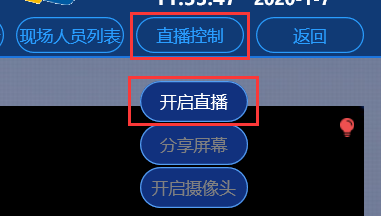 11:55:47 2020-1-7
现场人员列表 直播控制 返回
开启直播
分享屏幕
开启摄像头